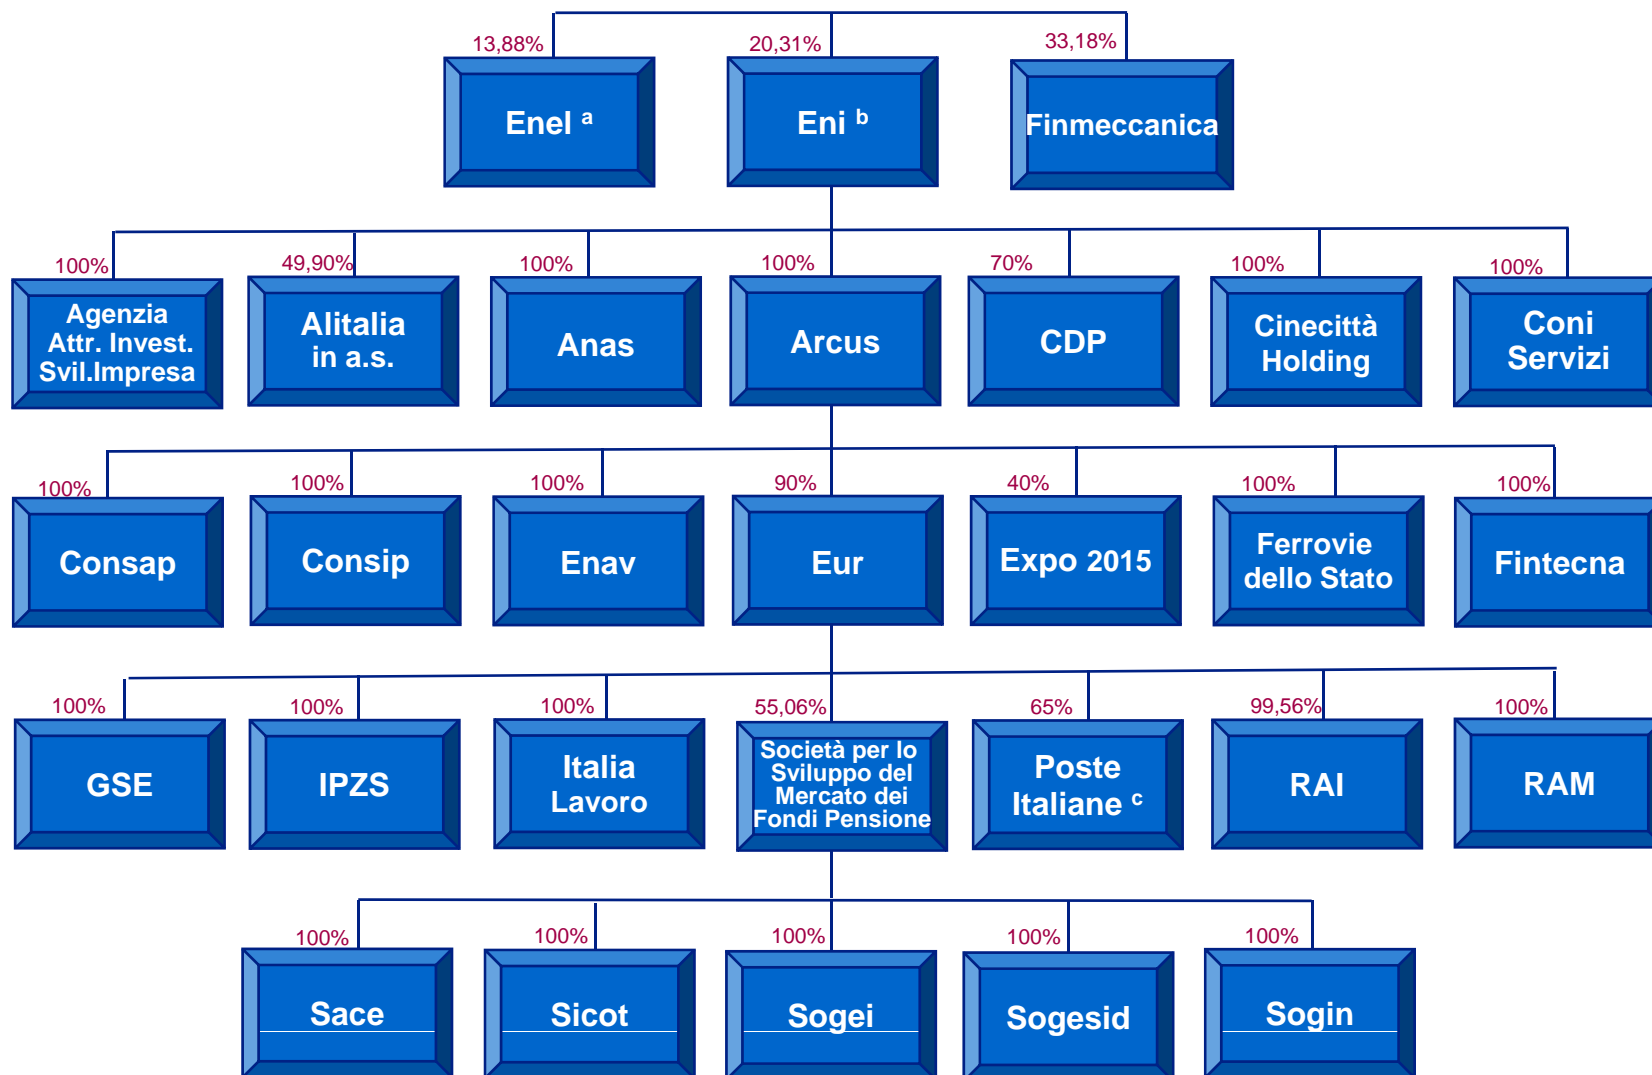 13,88%
20,31%
33,18%
Enel a
Eni b
Finmeccanica
100%
49,90%
100%
100%
70%
100%
100%
Agenzia
Attr. Invest.
Svil.Impresa
Alitalia
in a.s.
Anas
Arcus
CDP
Cinecittà
Holding
Coni
Servizi
100%
100%
100%
90%
40%
100%
100%
Consap
Consip
Enav
Eur
Expo 2015
Ferrovie
dello Stato
Fintecna
100%
100%
100%
55,06%
65%
99,56%
100%
GSE
IPZS
Italia
Lavoro
Società per lo
Sviluppo del
Mercato dei
Fondi Pensione
Poste
Italiane c
RAI
RAM
100%
100%
100%
100%
100%
Sace
Sicot
Sogei
Sogesid
Sogin